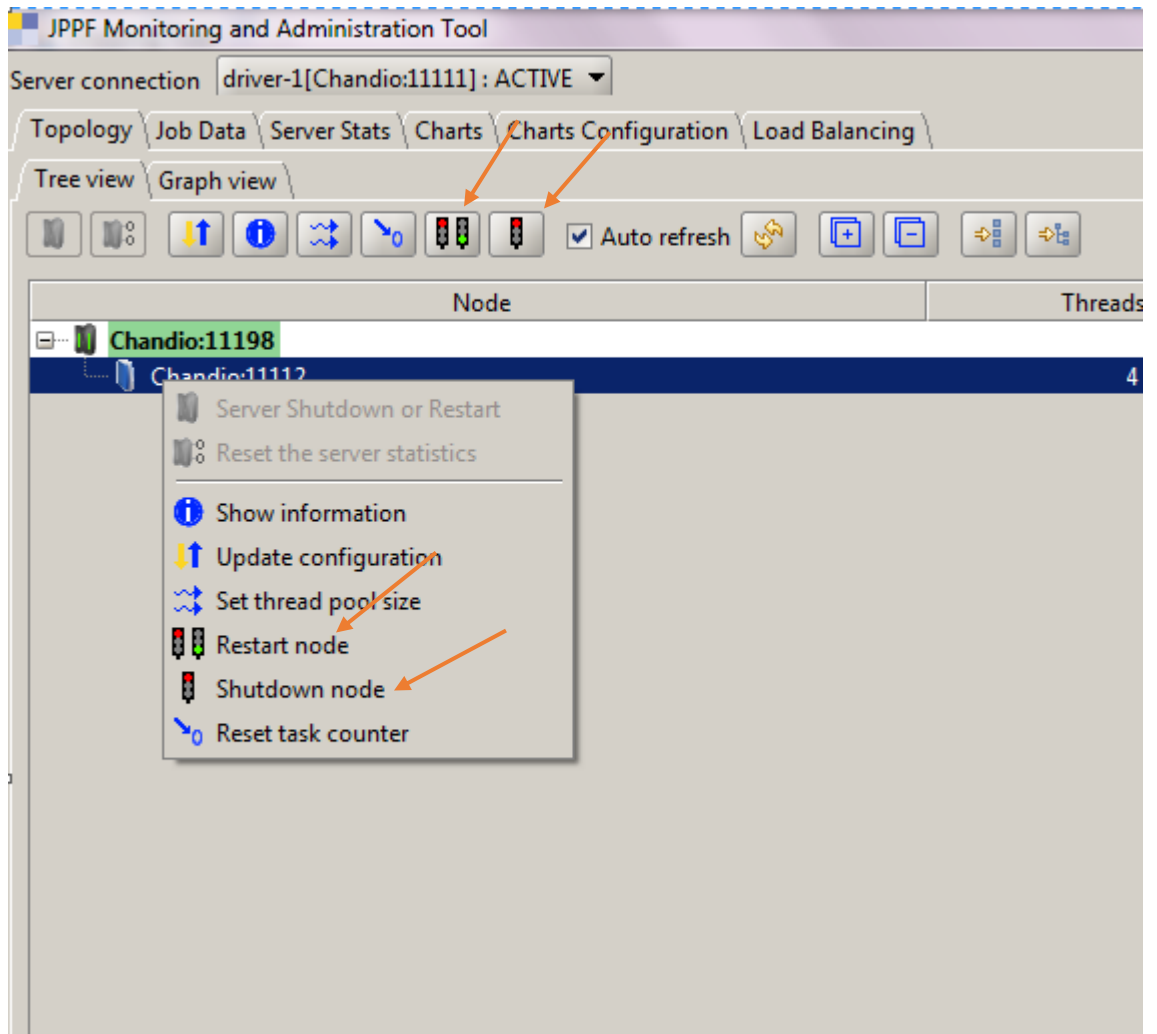 JPPF Monitoring and Administration Tool
Server connection driver-1[Chandio:11111] : ACTIVE
Topology Job Data Server Stats Charts Charts Configuration Load Balancing
Tree view Graph view
Auto refresh
Node Threads
Chandio:11198
Chandio:11112 4
Server Shutdown or Restart
Reset the server statistics
Show information
Update configuration
Set thread pool size
Restart node
Shutdown node
Reset task counter